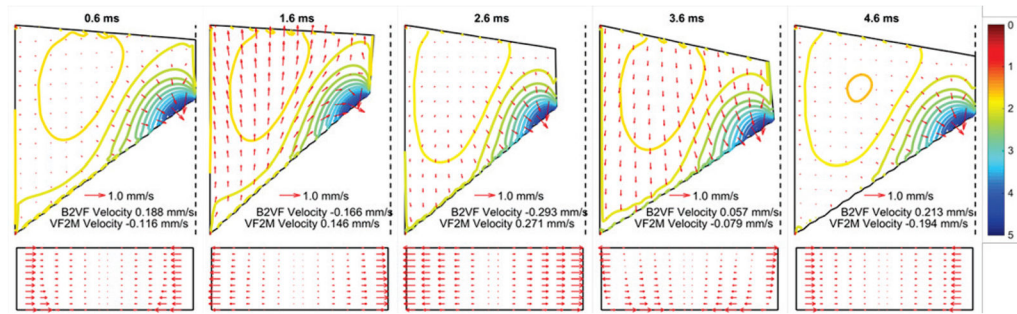 0.6 ms
1.6 ms
2.6 ms
3.6 ms
4.6 ms
1.0 mm/s
B2VF Velocity 0.188 mm/s
VF2M Velocity -0.116 mm/s
1.0 mm/s
B2VF Velocity -0.166 mm/s
VF2M Velocity 0.146 mm/s
1.0 mm/s
B2VF Velocity -0.293 mm/s
VF2M Velocity 0.271 mm/s
1.0 mm/s
B2VF Velocity 0.057 mm/s
VF2M Velocity -0.079 mm/s
1.0 mm/s
B2VF Velocity 0.213 mm/s
VF2M Velocity -0.194 mm/s
0
1
2
3
4
5